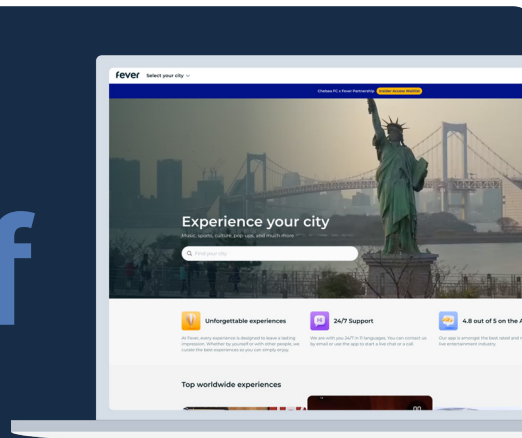 fever Select your city
Chelsea FC x Fever Partnership Insider Access Waitlist
f
Experience your city
Music, sports, culture, pop-ups, and much more
Find your city
Unforgettable experiences
At Fever, every experience is designed to leave a lasting
impression. Whether by yourself or with other people, we
curate the best experiences so you can simply enjoy.
24/7 Support
We are with you 24/7 in 11 languages. You can contact us
by email or use the app to start a live chat or a call.
4.8 out of 5 on the A
Our app is amongst the best rated and
live entertainment industry.
Top worldwide experiences